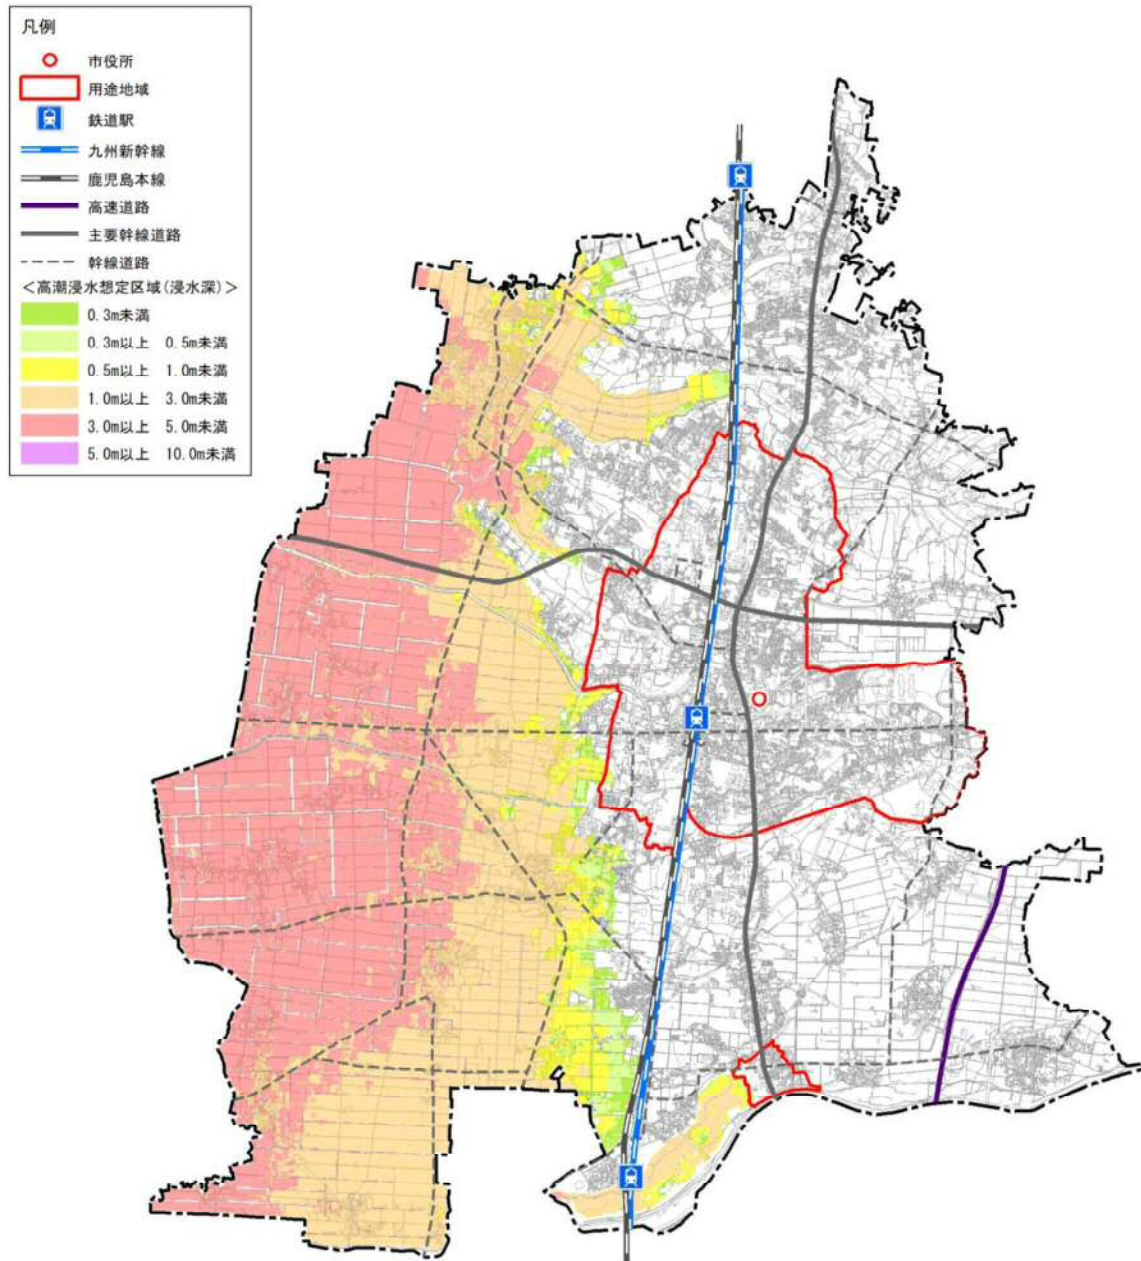 凡例
市役所
用途地域
鉄道駅
九州新幹線
鹿児島本線
高速道路
主要幹線道路
幹線道路
<高潮浸水想定区域(浸水深)>
0.3m未満
0.3m以上 0.5m未満
0.5m以上 1.0m未満
1.0m以上 3.0m未満
3.0m以上 5.0m未満
5.0m以上 10.0m未満